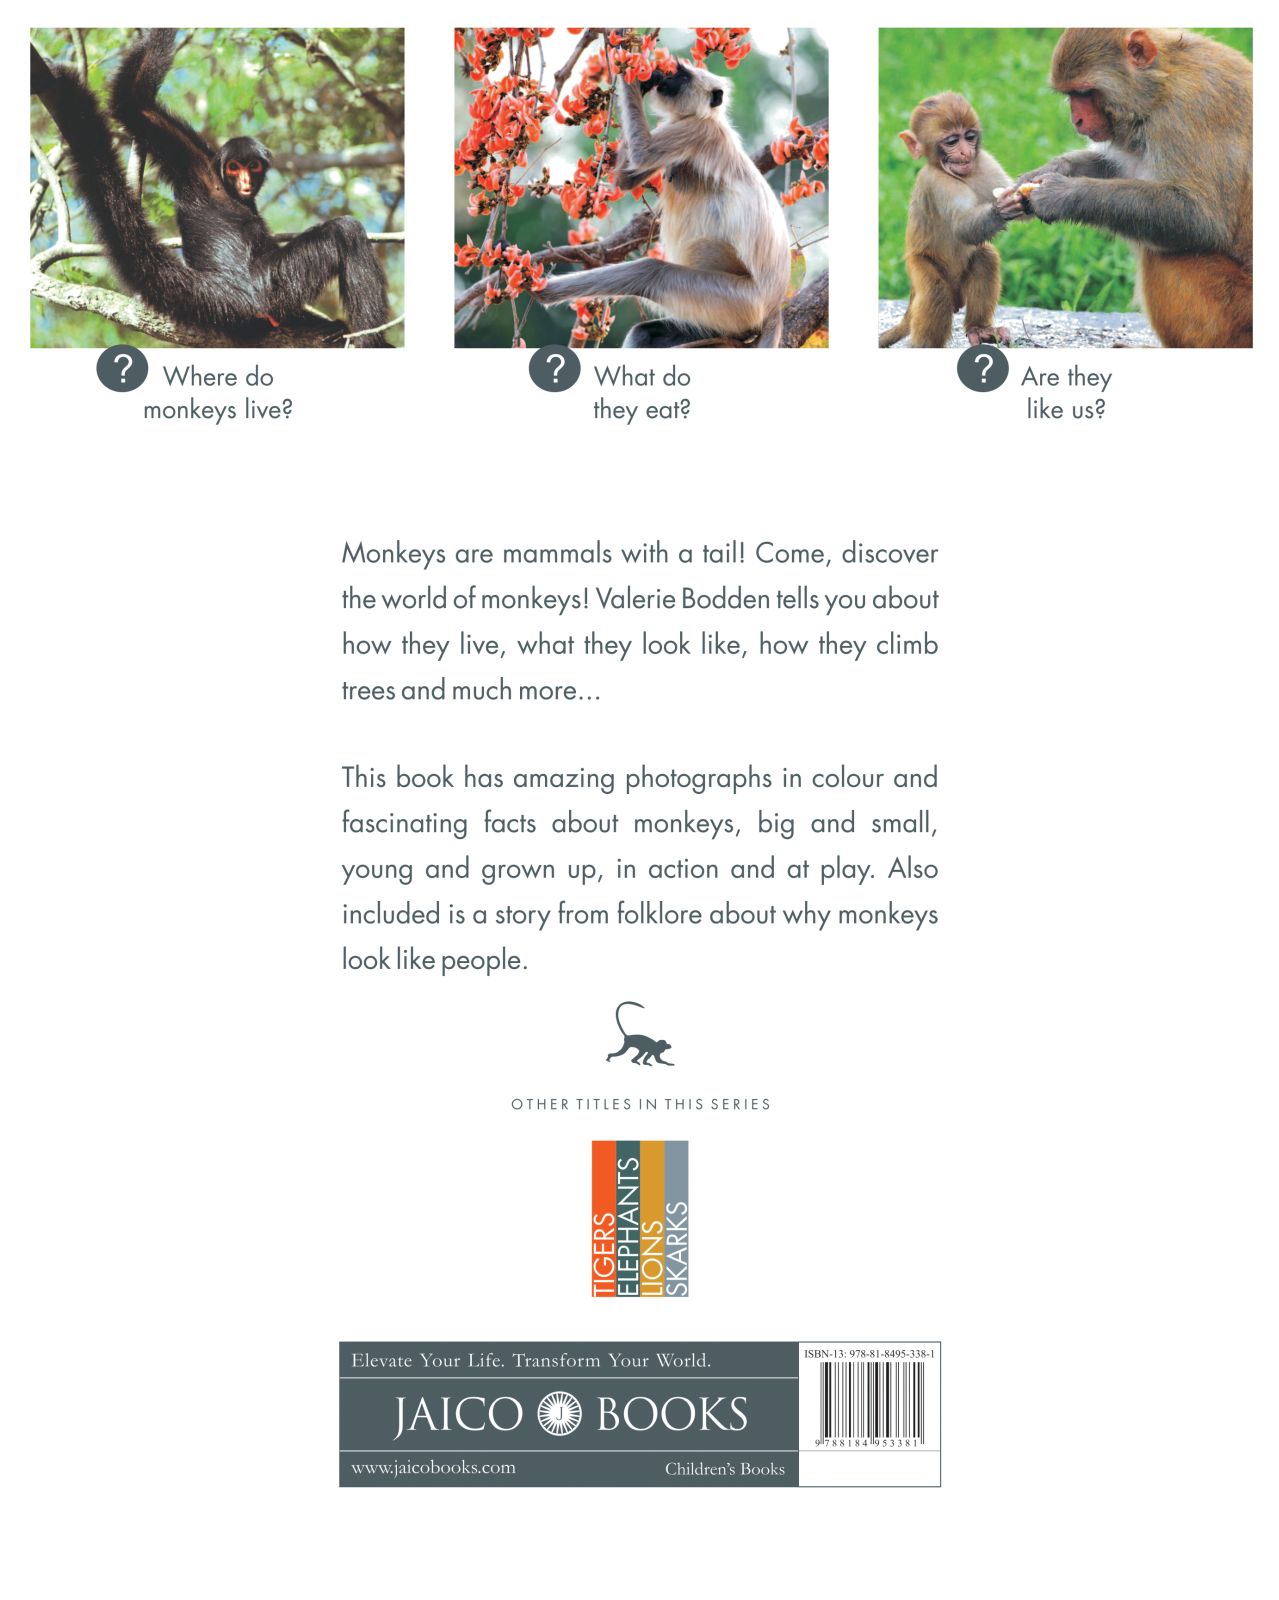 ? Where do
monkeys live?
? What do
they eat?
? Are they
like us?
Monkeys are mammals with a tail! Come, discover
the world of monkeys! Valerie Bodden tells you about
how they live, what they look like, how they climb
trees and much more...
This book has amazing photographs in colour and
fascinating facts about monkeys, big and small,
young and grown up, in action and at play. Also
included is a story from folklore about why monkeys
look like people.
OTHER TITLES IN THIS SERIES
TIGERS
ELEPHANTS
LIONS
SKARKS
Elevate Your Life. Transform Your World.
JAICO J BOOKS
www.jaicobooks.com
Children's Books
ISBN-13: 978-81-8495-338-1
9 788184 953381